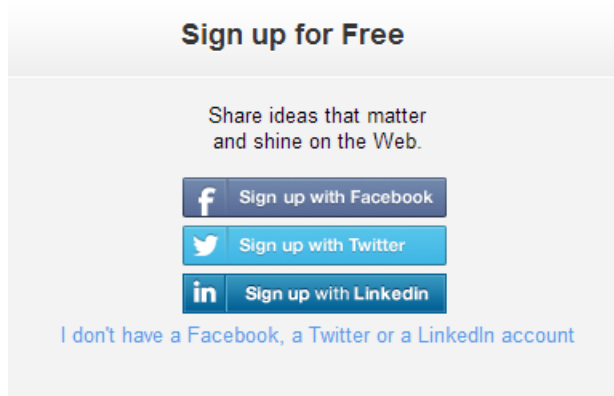 Sign up for Free
Share ideas that matter
and shine on the Web.
f Sign up with Facebook
Sign up with Twitter
in Sign up with Linkedin
I don't have a Facebook, a Twitter or a LinkedIn account